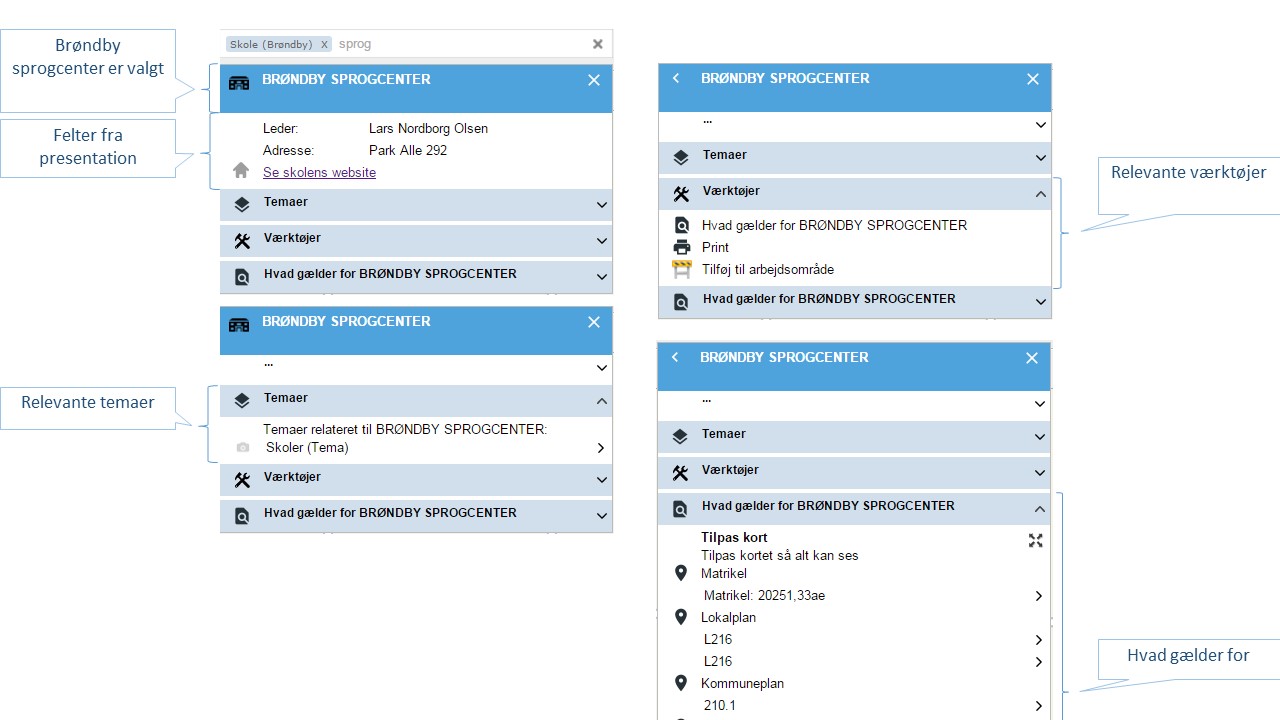 Brøndby
sprogcenter er valgt
Felter fra
presentation
Relevante temaer
Skole (Brøndby) X sprog
BRØNDBY SPROGCENTER
Leder: Lars Nordborg Olsen
Adresse: Park Alle 292
Se skolens website
Temaer
Værktøjer
Hvad gælder for BRØNDBY SPROGCENTER
BRØNDBY SPROGCENTER
...
Temaer
Temaer relateret til BRØNDBY SPROGCENTER:
Skoler (Tema)
Værktøjer
Hvad gælder for BRØNDBY SPROGCENTER
BRØNDBY SPROGCENTER
...
Temaer
Værktøjer
Hvad gælder for BRØNDBY SPROGCENTER
Print
Tilføj til arbejdsområde
Hvad gælder for BRØNDBY SPROGCENTER
Relevante værktøjer
BRØNDBY SPROGCENTER
...
Temaer
Værktøjer
Hvad gælder for BRØNDBY SPROGCENTER
Tilpas kort
Tilpas kortet så alt kan ses
Matrikel
Matrikel: 20251,33ae
Lokalplan
L216
L216
Kommuneplan
210.1
Hvad gælder for